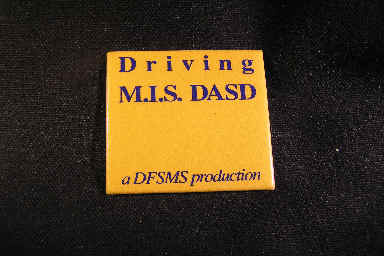 Driving
M.I.S. DASD
a DFSMS production